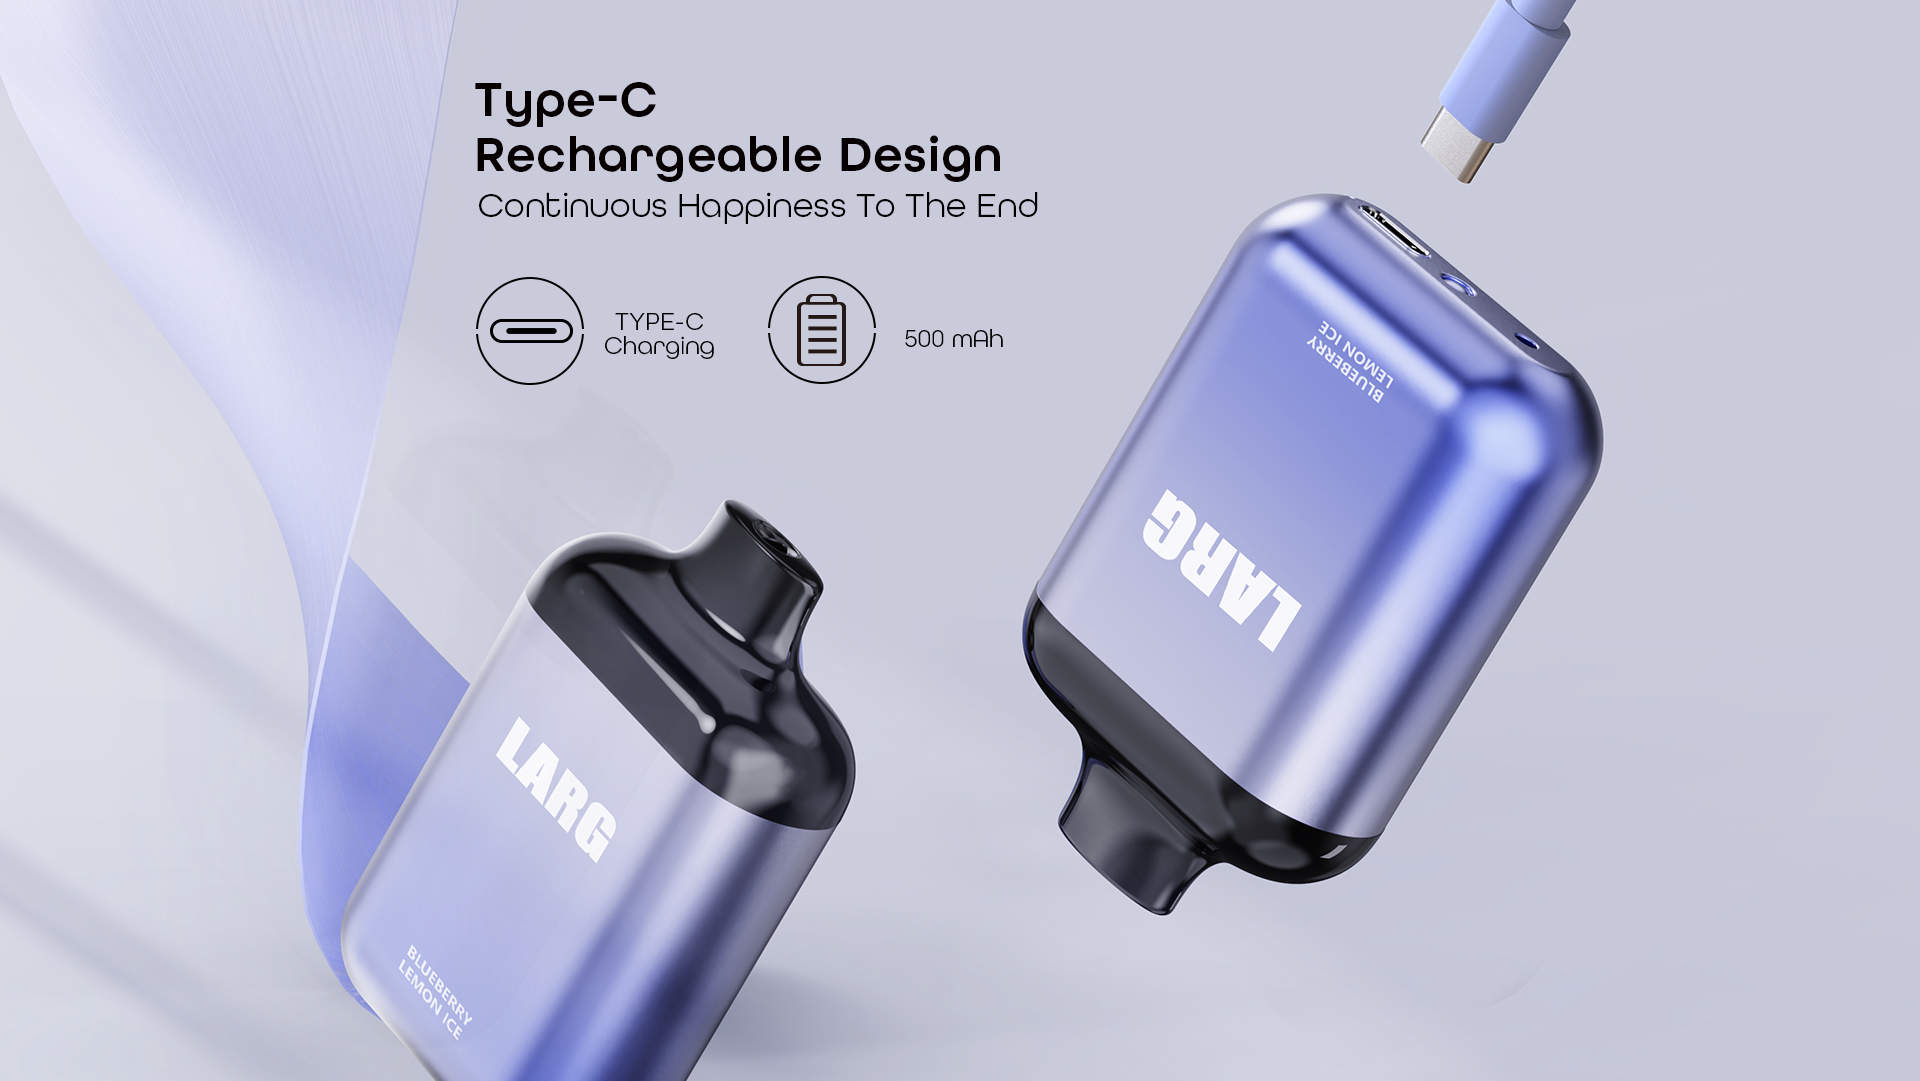 Type-C
Rechargeable Design
Continuous Happiness To The End
TYPE-C
Charging
500 mAh
BLUEBERRY
LEMON ICE
LARG
LARG
BLUEBERRY
LEMON ICE